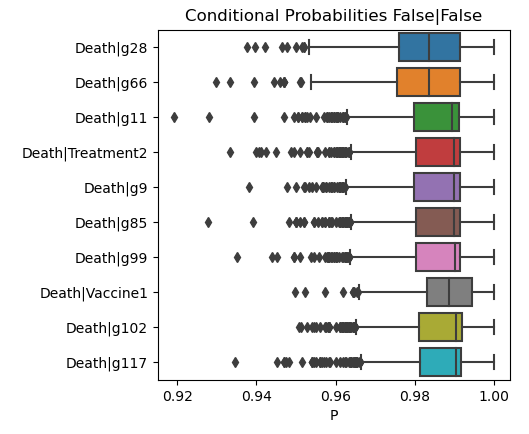 Conditional Probabilities False|False
Death|g28
Death|g66
Death|g11
Death|Treatment2
Death|g9
Death|g85
Death|g99
Death|Vaccine1
Death|g102
Death|g117
0.92 0.94 0.96 0.98 1.00
P